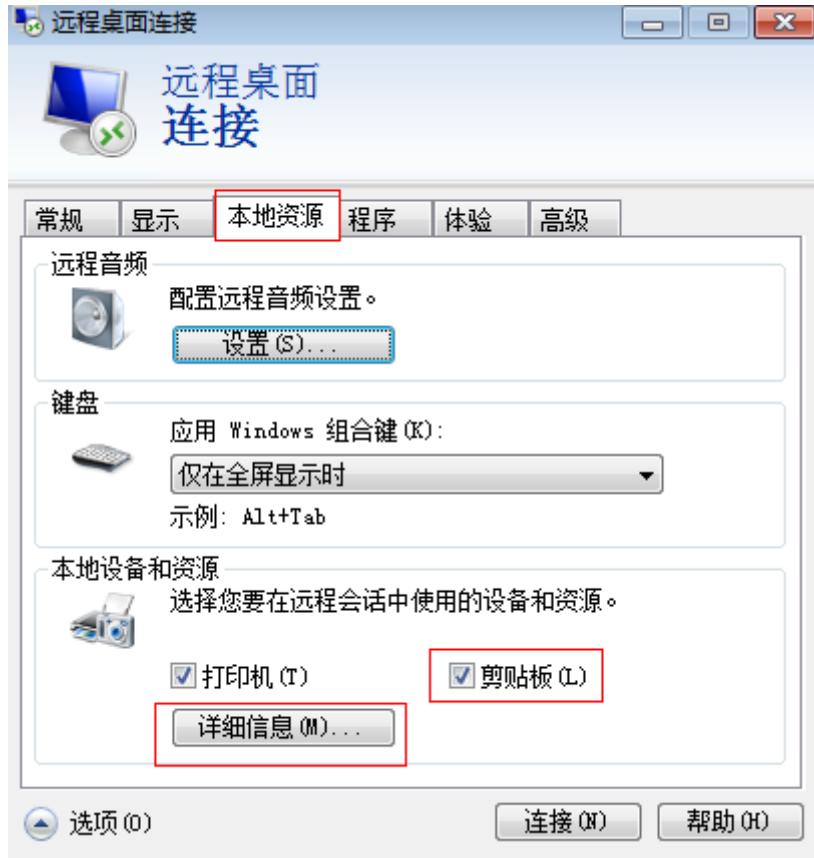 远程桌面连接
远程桌面
连接
常规 显示 本地资源 程序 体验 高级
远程音频
配置远程音频设置。
设置(S)...
键盘
应用 Windows 组合键(K):
仅在全屏显示时
示例: Alt+Tab
本地设备和资源
选择您要在远程会话中使用的设备和资源。
打印机(T) 剪贴板(L)
详细信息(M)...
选项(O) 连接(N) 帮助(H)